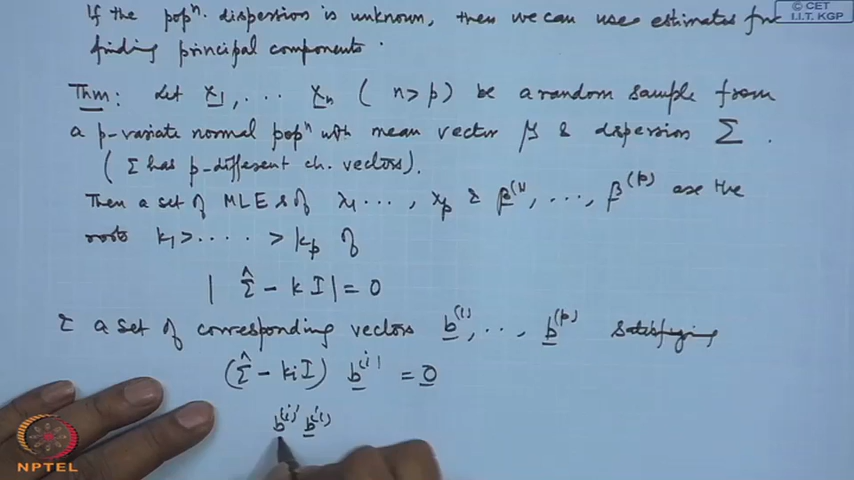 © CET
I.I.T. KGP
If the popⁿ. dispersion is unknown, then we can use estimates for
finding principal components.
Thm: Let X₁, ... Xₙ (n>p) be a random sample from
a p-variate normal popⁿ with mean vector μ & dispersion Σ.
(Σ has p-different ch. vectors).
Then a set of MLEs of λ₁ ..., λₚ & β⁽¹⁾, ..., β⁽ᵖ⁾ are the
roots k₁> ..... > kₚ of
| Σ̂ - k I | = 0
& a set of corresponding vectors b⁽¹⁾, ..., b⁽ᵖ⁾ satisfying
(Σ̂ - kᵢ I) b⁽ⁱ⁾ = 0
b⁽ⁱ⁾' b⁽ⁱ⁾
NPTEL